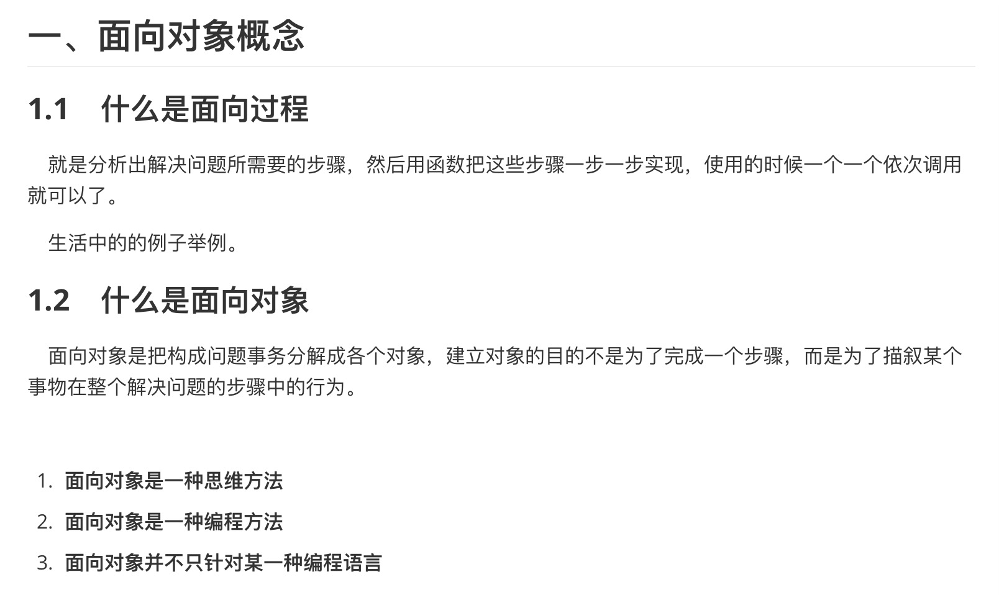 一、面向对象概念
1.1 什么是面向过程
就是分析出解决问题所需要的步骤，然后用函数把这些步骤一步一步实现，使用的时候一个一个依次调用
就可以了。
生活中的的例子举例。
1.2 什么是面向对象
面向对象是把构成问题事务分解成各个对象，建立对象的目的不是为了完成一个步骤，而是为了描叙某个
事物在整个解决问题的步骤中的行为。
1. 面向对象是一种思维方法
2. 面向对象是一种编程方法
3. 面向对象并不只针对某一种编程语言